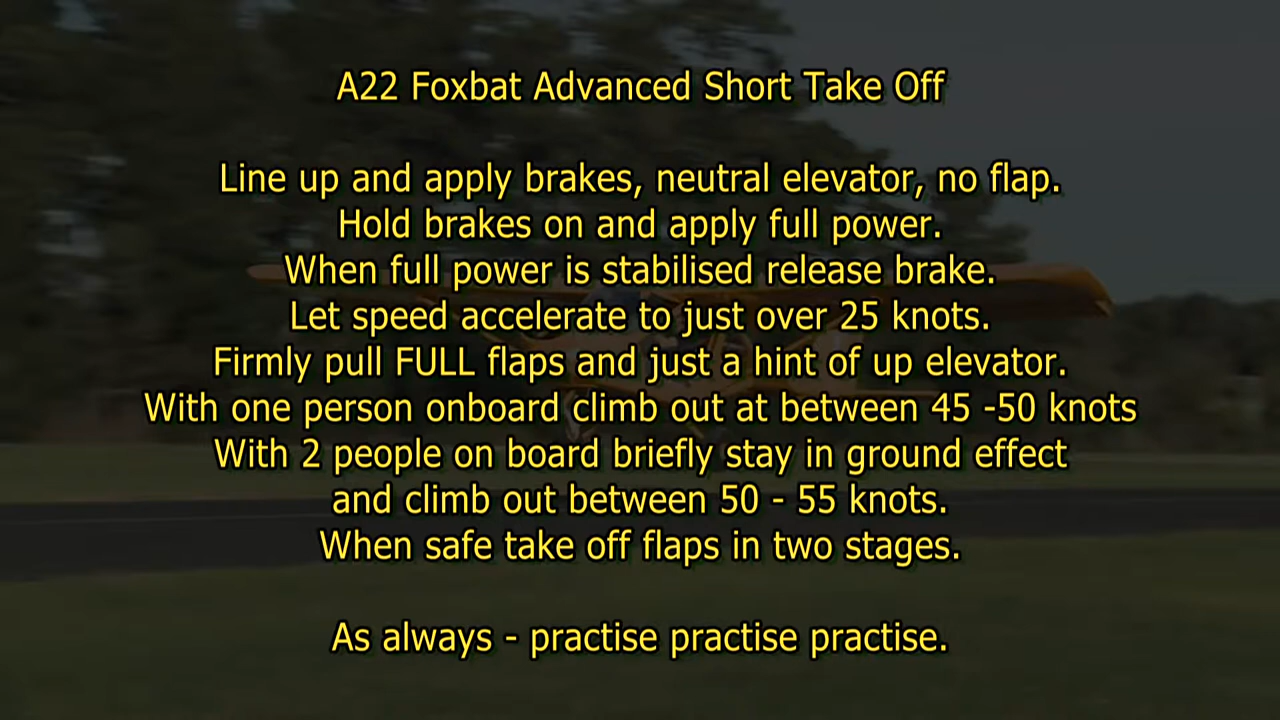 A22 Foxbat Advanced Short Take Off
Line up and apply brakes, neutral elevator, no flap.
Hold brakes on and apply full power.
When full power is stabilised release brake.
Let speed accelerate to just over 25 knots.
Firmly pull FULL flaps and just a hint of up elevator.
With one person onboard climb out at between 45 -50 knots
With 2 people on board briefly stay in ground effect
and climb out between 50 - 55 knots.
When safe take off flaps in two stages.
As always - practise practise practise.